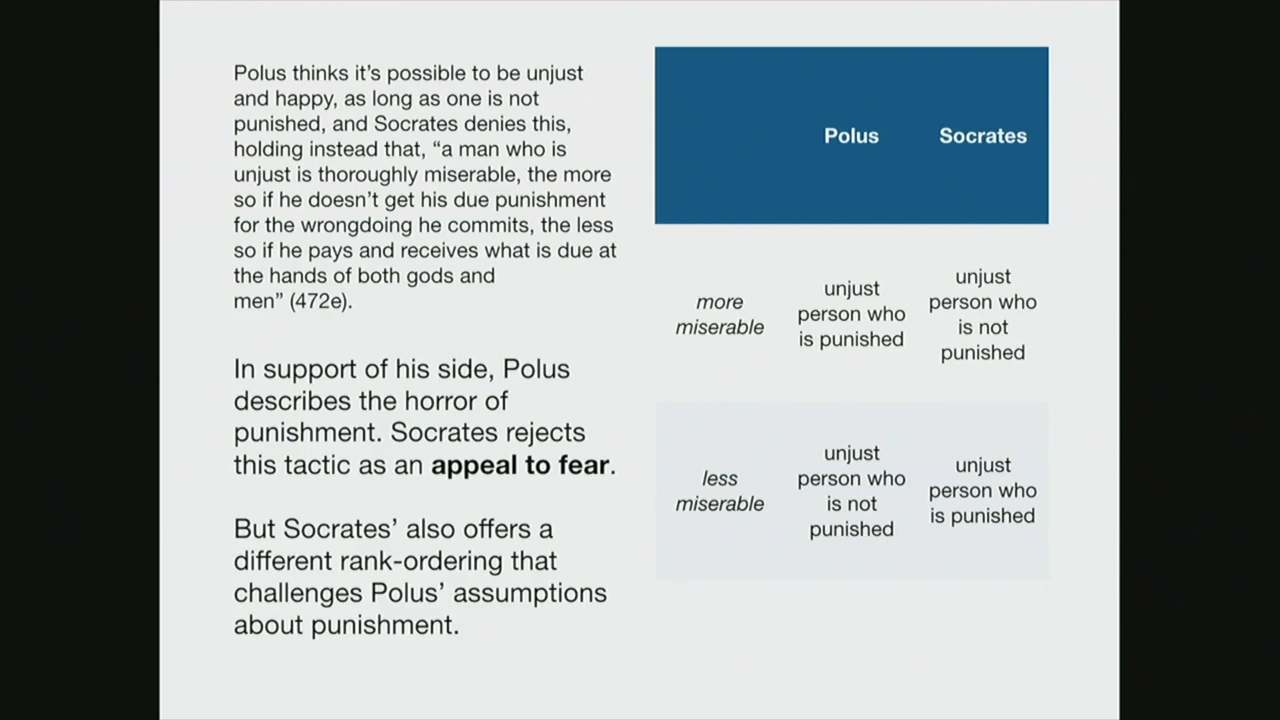 Polus thinks it’s possible to be unjust
and happy, as long as one is not
punished, and Socrates denies this,
holding instead that, “a man who is
unjust is thoroughly miserable, the more
so if he doesn’t get his due punishment
for the wrongdoing he commits, the less
so if he pays and receives what is due at
the hands of both gods and
men” (472e).
In support of his side, Polus
describes the horror of
punishment. Socrates rejects
this tactic as an appeal to fear.
But Socrates’ also offers a
different rank-ordering that
challenges Polus’ assumptions
about punishment.
Polus
Socrates
more
miserable
unjust
person who
is punished
unjust
person who
is not
punished
less
miserable
unjust
person who
is not
punished
unjust
person who
is punished